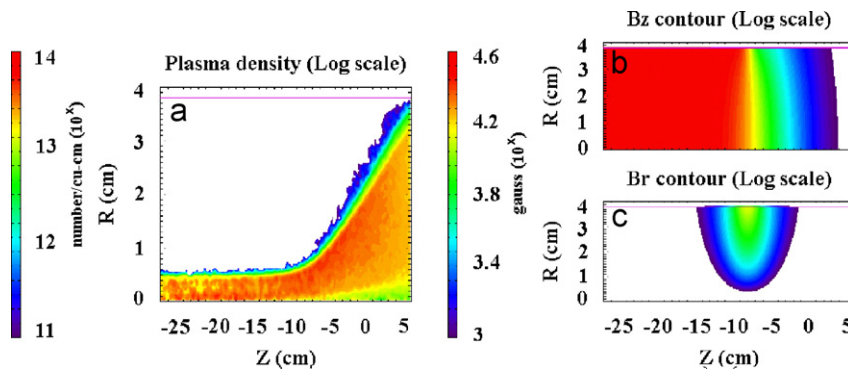 Plasma density (Log scale)
a
14
13
12
11
number/cu-cm (10^x)
4
3
2
1
0
R (cm)
-25 -20 -15 -10 -5 0 5
Z (cm)
4.6
4.2
3.8
3.4
3
gauss (10^x)
Bz contour (Log scale)
b
4
3
2
1
0
R (cm)
Br contour (Log scale)
c
4
3
2
1
0
R (cm)
-25 -20 -15 -10 -5 0 5
Z (cm)